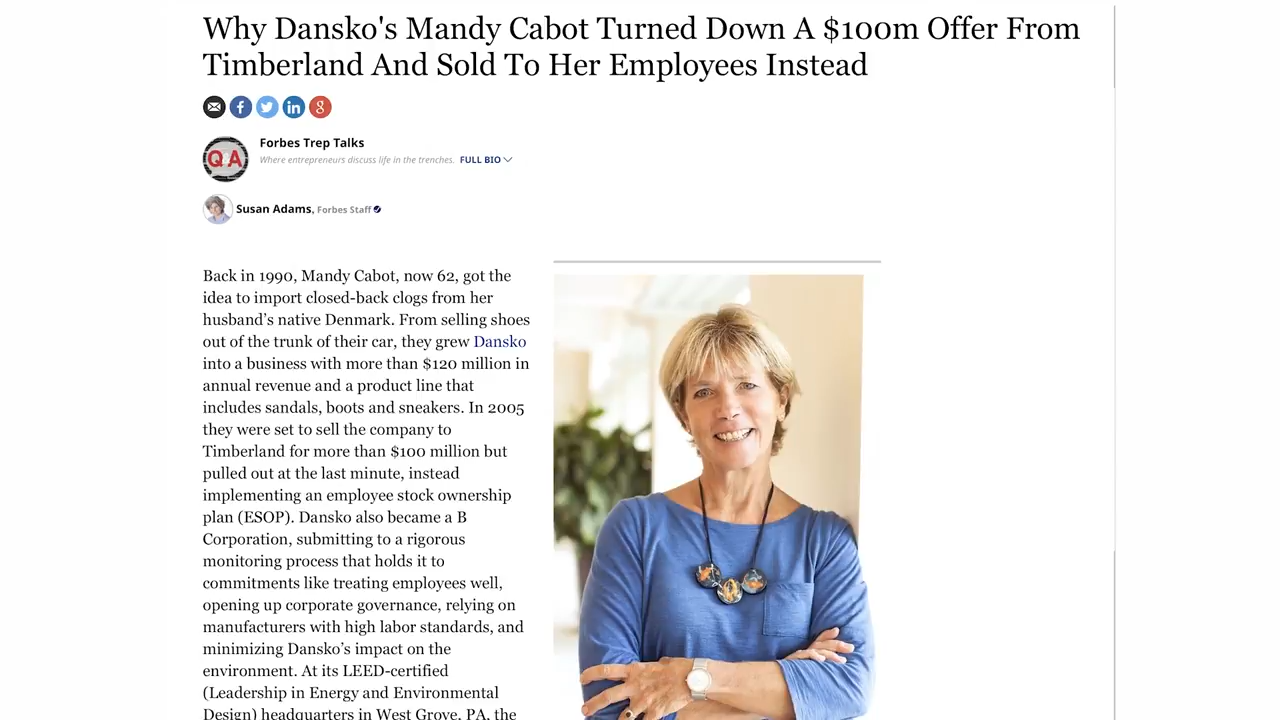 Why Dansko's Mandy Cabot Turned Down A $100m Offer From
Timberland And Sold To Her Employees Instead
Q&A
Forbes Trep Talks
Where entrepreneurs discuss life in the trenches. FULL BIO
Susan Adams, Forbes Staff
Back in 1990, Mandy Cabot, now 62, got the
idea to import closed-back clogs from her
husband's native Denmark. From selling shoes
out of the trunk of their car, they grew Dansko
into a business with more than $120 million in
annual revenue and a product line that
includes sandals, boots and sneakers. In 2005
they were set to sell the company to
Timberland for more than $100 million but
pulled out at the last minute, instead
implementing an employee stock ownership
plan (ESOP). Dansko also became a B
Corporation, submitting to a rigorous
monitoring process that holds it to
commitments like treating employees well,
opening up corporate governance, relying on
manufacturers with high labor standards, and
minimizing Dansko's impact on the
environment. At its LEED-certified
(Leadership in Energy and Environmental
Design) headquarters in West Grove, PA, the